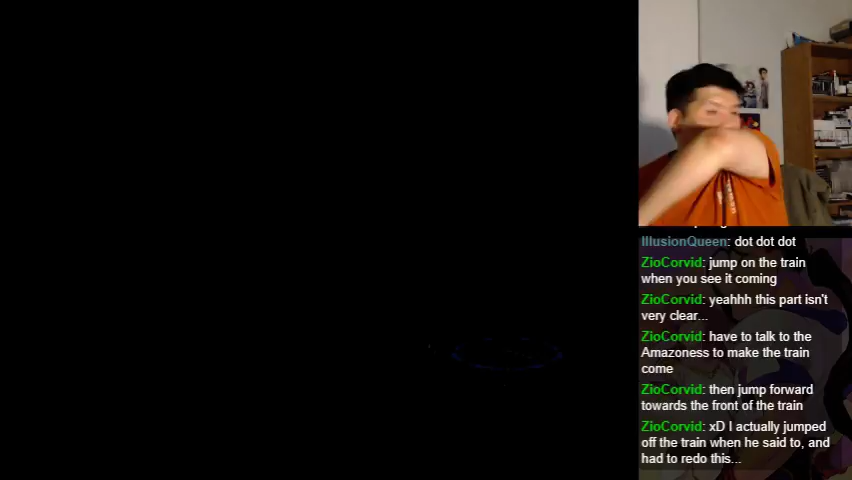 IllusionQueen: dot dot dot
ZioCorvid: jump on the train
when you see it coming
ZioCorvid: yeahhh this part isn't
very clear...
ZioCorvid: have to talk to the
Amazoness to make the train
come
ZioCorvid: then jump forward
towards the front of the train
ZioCorvid: xD I actually jumped
off the train when he said to, and
had to redo this...